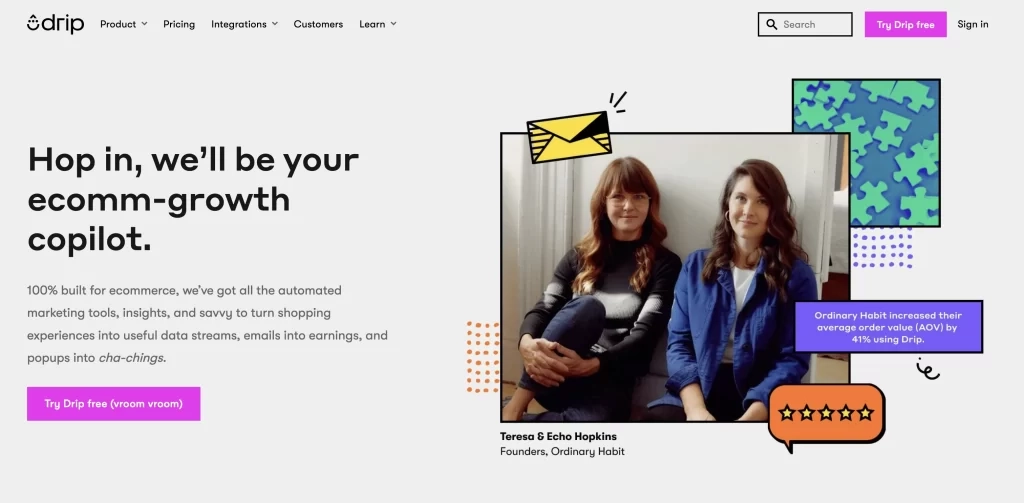 drip
Product
Pricing
Integrations
Customers
Learn
Search
Try Drip free
Sign in
Hop in, we’ll be your
ecomm-growth
copilot.
100% built for ecommerce, we’ve got all the automated
marketing tools, insights, and savvy to turn shopping
experiences into useful data streams, emails into earnings, and
popups into cha-chings.
Try Drip free (vroom vroom)
Ordinary Habit increased their
average order value (AOV) by
41% using Drip.
Teresa & Echo Hopkins
Founders, Ordinary Habit